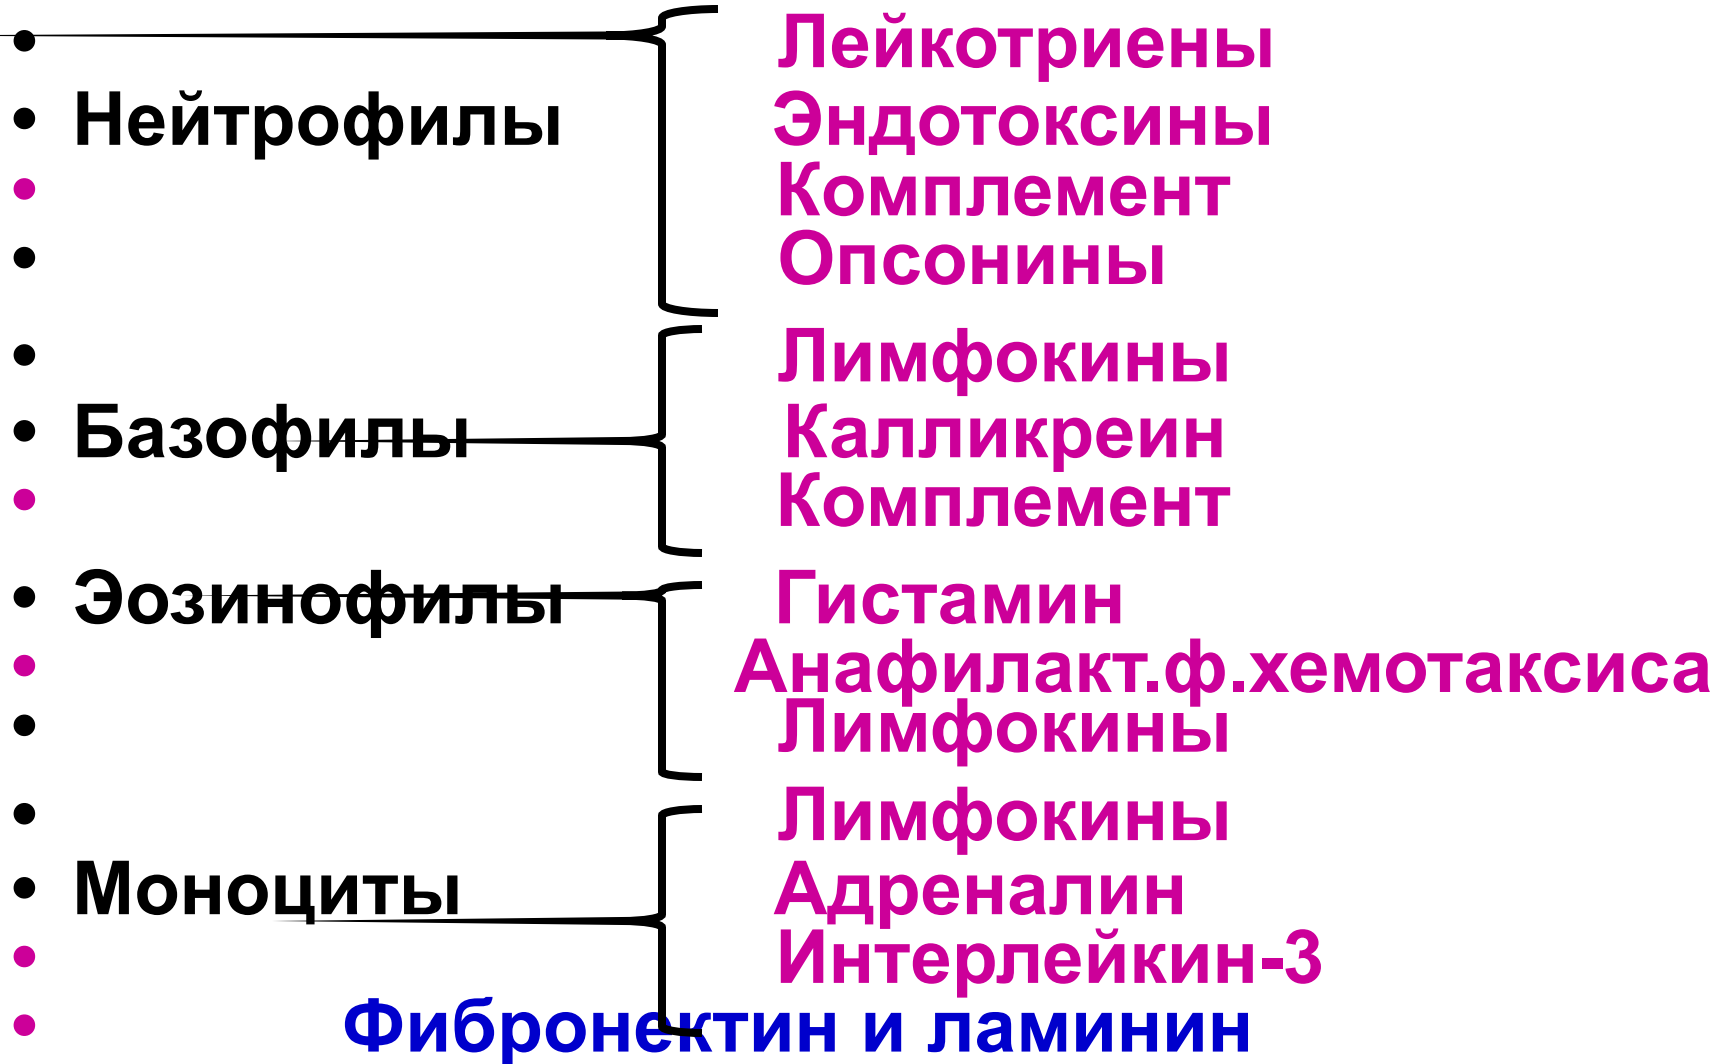 Лейкотриены
Нейтрофилы Эндотоксины
Комплемент
Опсонины
Лимфокины
Базофилы Калликреин
Комплемент
Эозинофилы Гистамин
Анафилакт.ф.хемотаксиса
Лимфокины
Лимфокины
Моноциты Адреналин
Интерлейкин-3
Фибронектин и ламинин